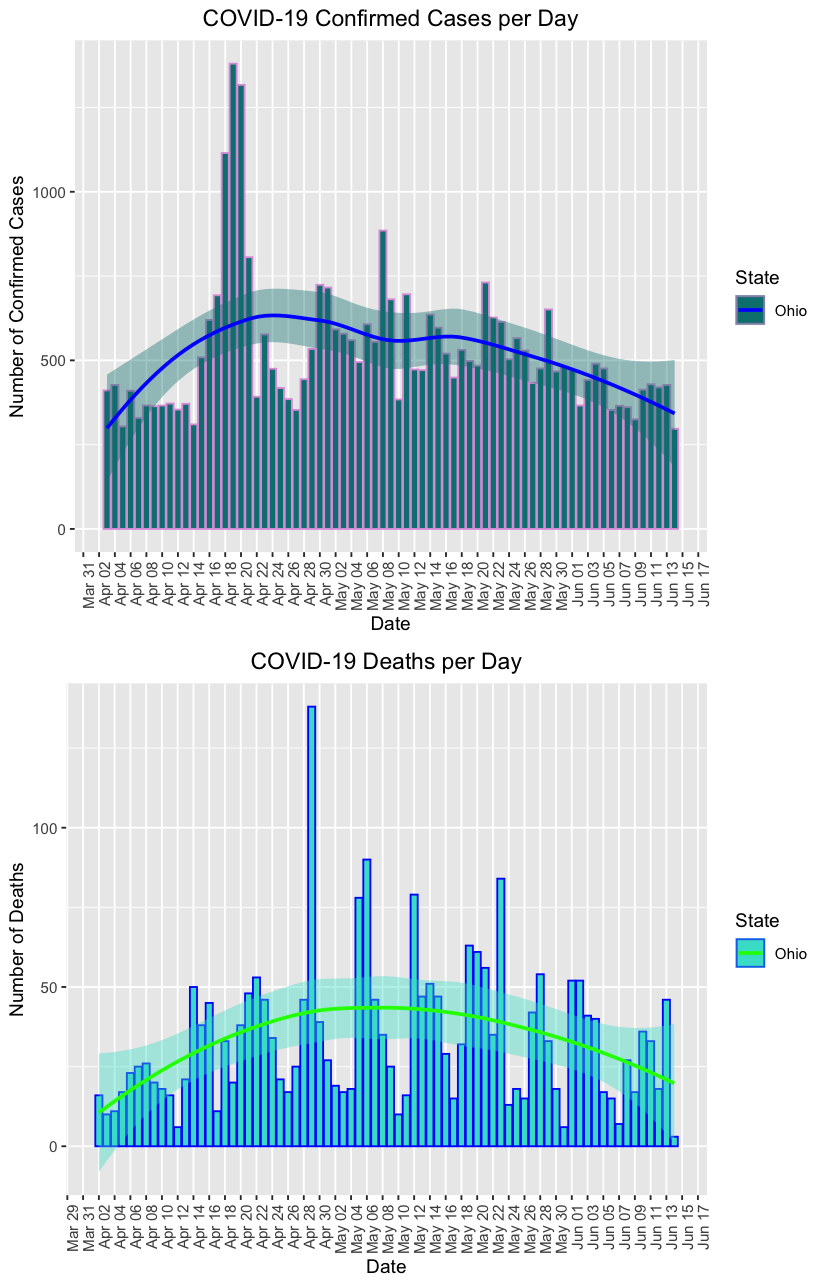 COVID-19 Confirmed Cases per Day
Number of Confirmed Cases
1000
500
0
State
Ohio
Mar 31
Apr 02
Apr 04
Apr 06
Apr 08
Apr 10
Apr 12
Apr 14
Apr 16
Apr 18
Apr 20
Apr 22
Apr 24
Apr 26
Apr 28
Apr 30
May 02
May 04
May 06
May 08
May 10
May 12
May 14
May 16
May 18
May 20
May 22
May 24
May 26
May 28
May 30
Jun 01
Jun 03
Jun 05
Jun 07
Jun 09
Jun 11
Jun 13
Jun 15
Jun 17
Date
COVID-19 Deaths per Day
Number of Deaths
100
50
0
State
Ohio
Mar 29
Mar 31
Apr 02
Apr 04
Apr 06
Apr 08
Apr 10
Apr 12
Apr 14
Apr 16
Apr 18
Apr 20
Apr 22
Apr 24
Apr 26
Apr 28
Apr 30
May 02
May 04
May 06
May 08
May 10
May 12
May 14
May 16
May 18
May 20
May 22
May 24
May 26
May 28
May 30
Jun 01
Jun 03
Jun 05
Jun 07
Jun 09
Jun 11
Jun 13
Jun 15
Jun 17
Date